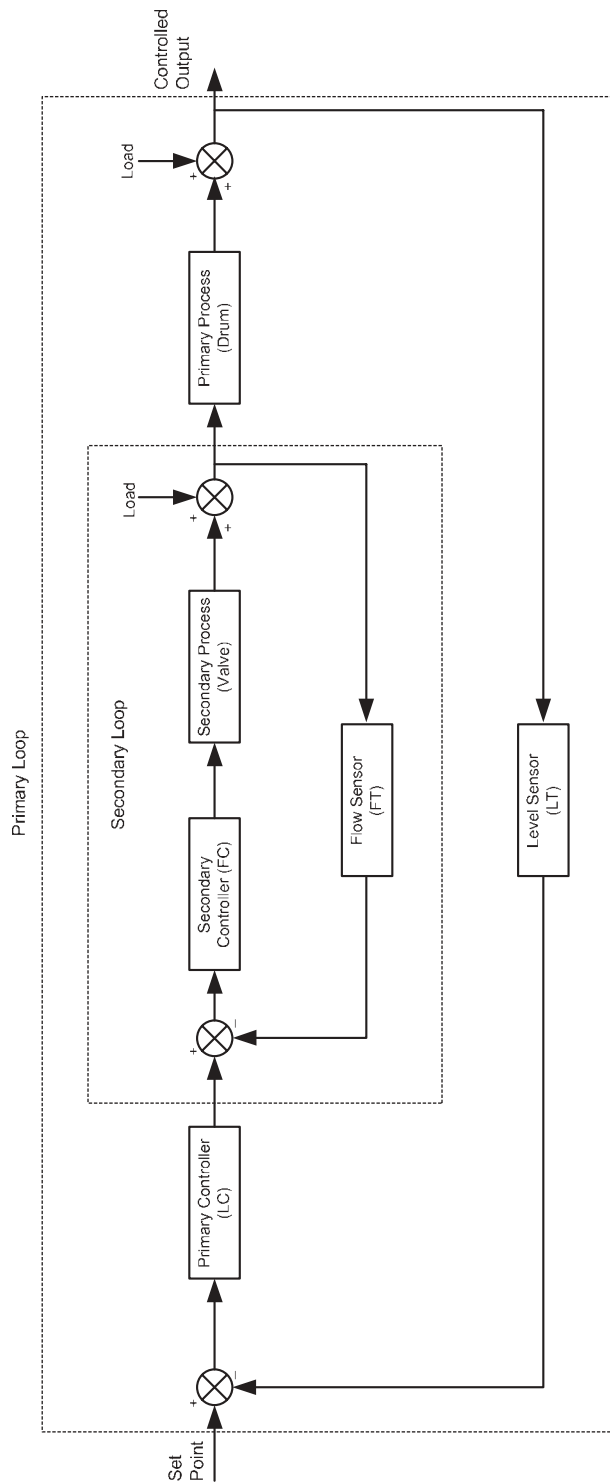 Primary Loop
Secondary Loop
Set
Point
+
–
Primary Controller
(LC)
+
–
Secondary
Controller (FC)
Secondary Process
(Valve)
Load
+
+
Primary Process
(Drum)
Load
+
+
Controlled
Output
Flow Sensor
(FT)
Level Sensor
(LT)